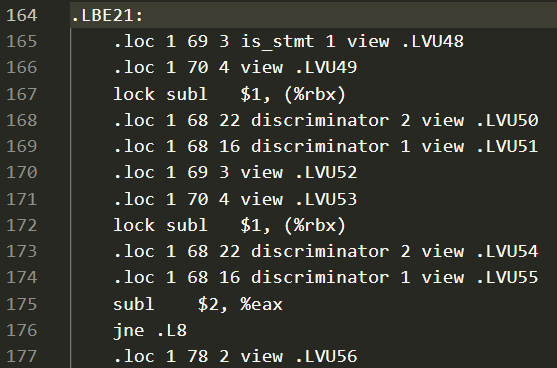 164 .LBE21:
165 .loc 1 69 3 is_stmt 1 view .LVU48
166 .loc 1 70 4 view .LVU49
167 lock subl $1, (%rbx)
168 .loc 1 68 22 discriminator 2 view .LVU50
169 .loc 1 68 16 discriminator 1 view .LVU51
170 .loc 1 69 3 view .LVU52
171 .loc 1 70 4 view .LVU53
172 lock subl $1, (%rbx)
173 .loc 1 68 22 discriminator 2 view .LVU54
174 .loc 1 68 16 discriminator 1 view .LVU55
175 subl $2, %eax
176 jne .L8
177 .loc 1 78 2 view .LVU56